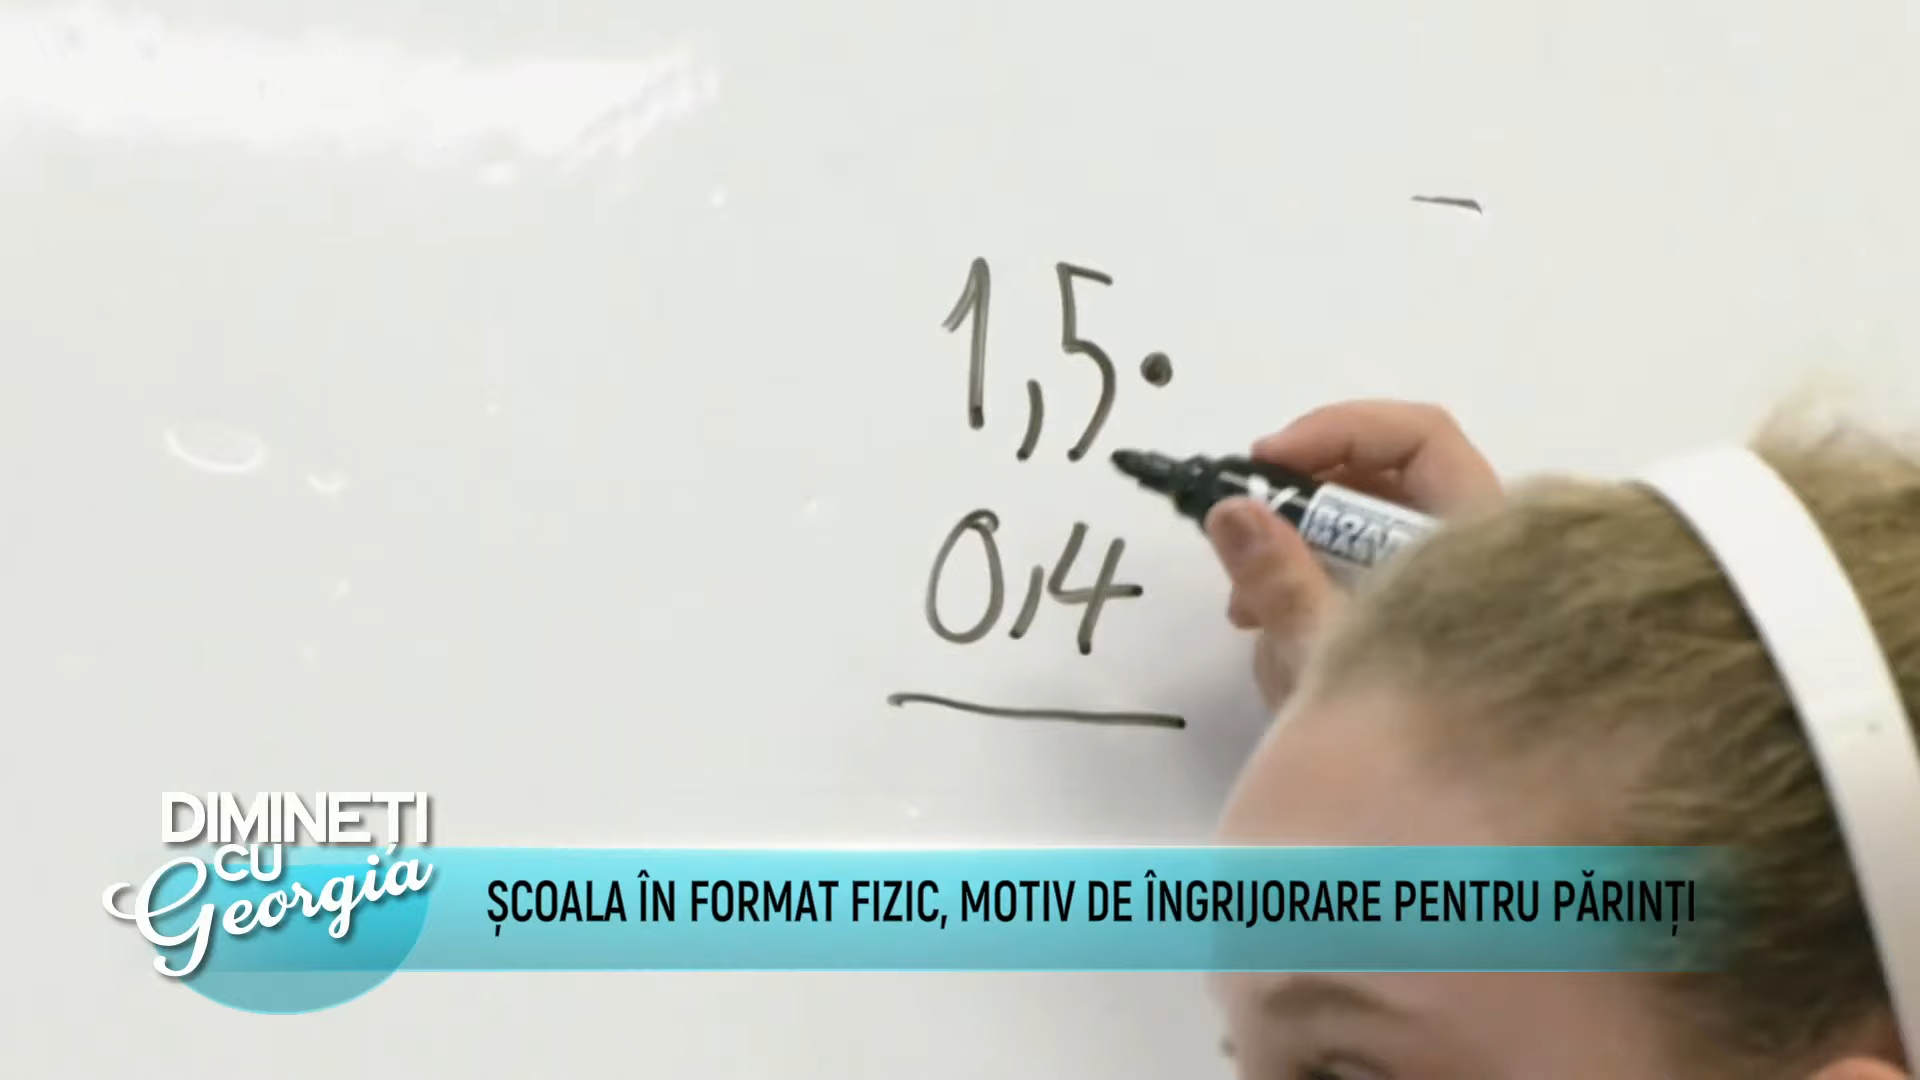 1,5·
0,4
DIMINEȚI
CU
Georgia
ȘCOALA ÎN FORMAT FIZIC, MOTIV DE ÎNGRIJORARE PENTRU PĂRINȚI